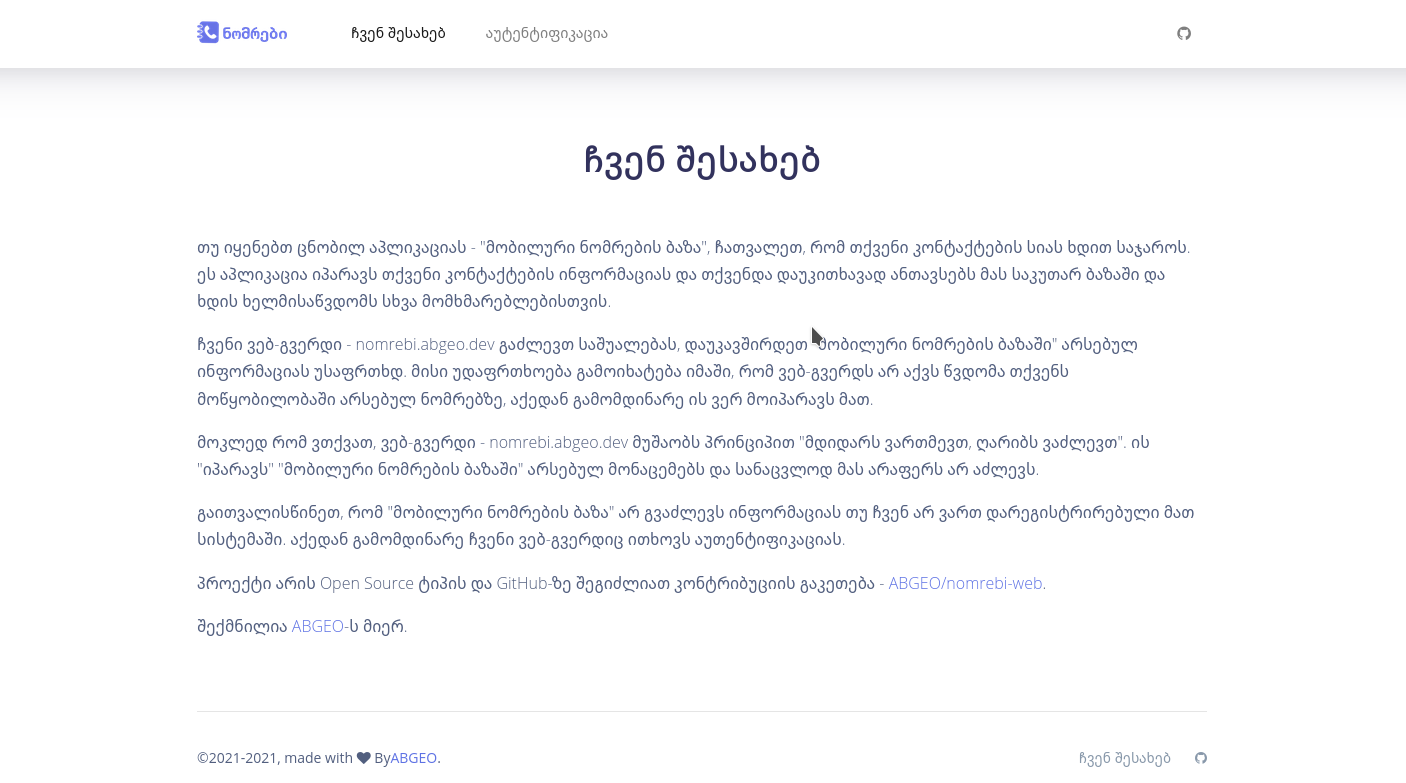 ნომრები
ჩვენ შესახებ
აუტენტიფიკაცია
ჩვენ შესახებ
თუ იყენებთ ცნობილ აპლიკაციას - "მობილური ნომრების ბაზა", ჩათვალეთ, რომ თქვენი კონტაქტების სიას ხდით საჯაროს.
ეს აპლიკაცია იპარავს თქვენი კონტაქტების ინფორმაციას და თქვენდა დაუკითხავად ანთავსებს მას საკუთარ ბაზაში და
ხდის ხელმისაწვდომს სხვა მომხმარებლებისთვის.
ჩვენი ვებ-გვერდი - nomrebi.abgeo.dev გაძლევთ საშუალებას, დაუკავშირდეთ "მობილური ნომრების ბაზაში" არსებულ
ინფორმაციას უსაფრთხდ. მისი უდაფრთხოება გამოიხატება იმაში, რომ ვებ-გვერდს არ აქვს წვდომა თქვენს
მოწყობილობაში არსებულ ნომრებზე, აქედან გამომდინარე ის ვერ მოიპარავს მათ.
მოკლედ რომ ვთქვათ, ვებ-გვერდი - nomrebi.abgeo.dev მუშაობს პრინციპით "მდიდარს ვართმევთ, ღარიბს ვაძლევთ". ის
"იპარავს" "მობილური ნომრების ბაზაში" არსებულ მონაცემებს და სანაცვლოდ მას არაფერს არ აძლევს.
გაითვალისწინეთ, რომ "მობილური ნომრების ბაზა" არ გვაძლევს ინფორმაციას თუ ჩვენ არ ვართ დარეგისტრირებული მათ
სისტემაში. აქედან გამომდინარე ჩვენი ვებ-გვერდიც ითხოვს აუთენტიფიკაციას.
პროექტი არის Open Source ტიპის და GitHub-ზე შეგიძლიათ კონტრიბუციის გაკეთება - ABGEO/nomrebi-web.
შექმნილია ABGEO-ს მიერ.
©2021-2021, made with By ABGEO.
ჩვენ შესახებ